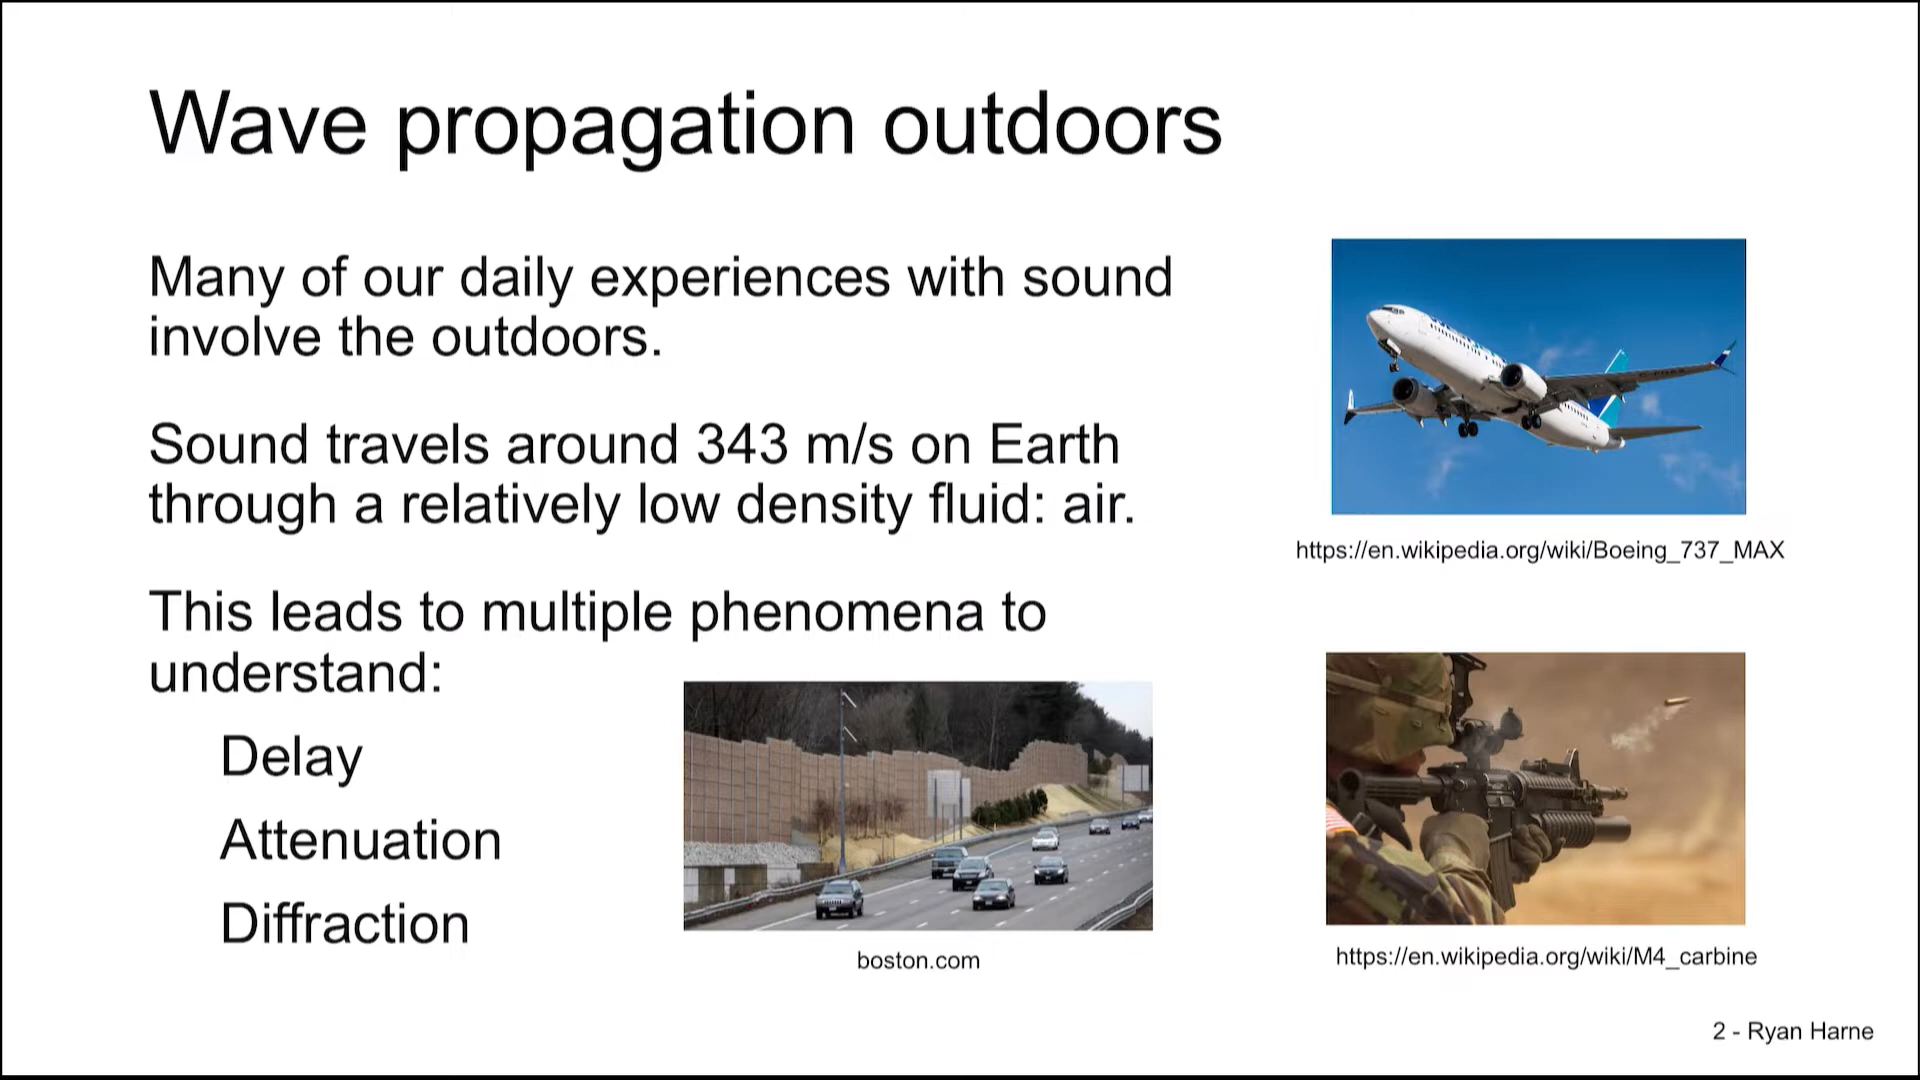 Wave propagation outdoors
Many of our daily experiences with sound
involve the outdoors.
Sound travels around 343 m/s on Earth
through a relatively low density fluid: air.
This leads to multiple phenomena to
understand:
Delay
Attenuation
Diffraction
boston.com
https://en.wikipedia.org/wiki/Boeing_737_MAX
https://en.wikipedia.org/wiki/M4_carbine
2 - Ryan Harne